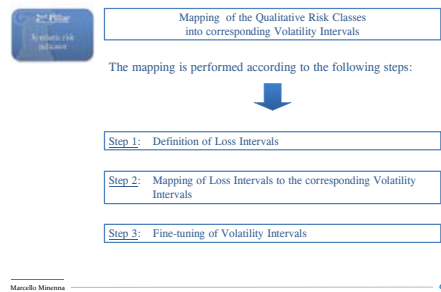 2nd Pillar
Synthetic risk
indicator
Mapping of the Qualitative Risk Classes
into corresponding Volatility Intervals
The mapping is performed according to the following steps:
Step 1: Definition of Loss Intervals
Step 2: Mapping of Loss Intervals to the corresponding Volatility
Intervals
Step 3: Fine-tuning of Volatility Intervals
Marcello Minenna